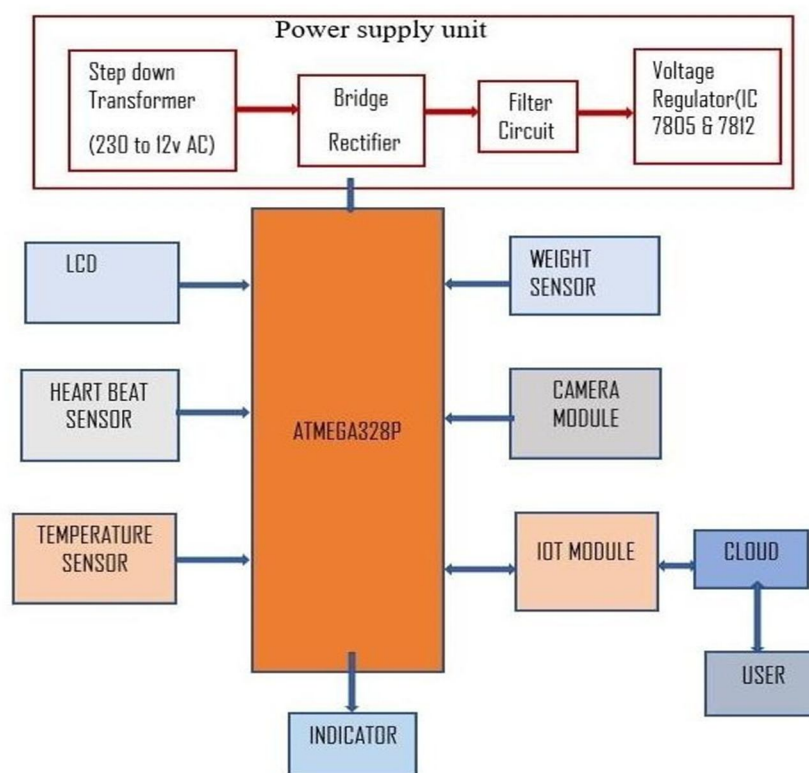 Power supply unit
Step down
Transformer
(230 to 12v AC)
Bridge
Rectifier
Filter
Circuit
Voltage
Regulator(IC
7805 & 7812
LCD
WEIGHT
SENSOR
HEART BEAT
SENSOR
CAMERA
MODULE
ATMEGA328P
TEMPERATURE
SENSOR
IOT MODULE
CLOUD
USER
INDICATOR